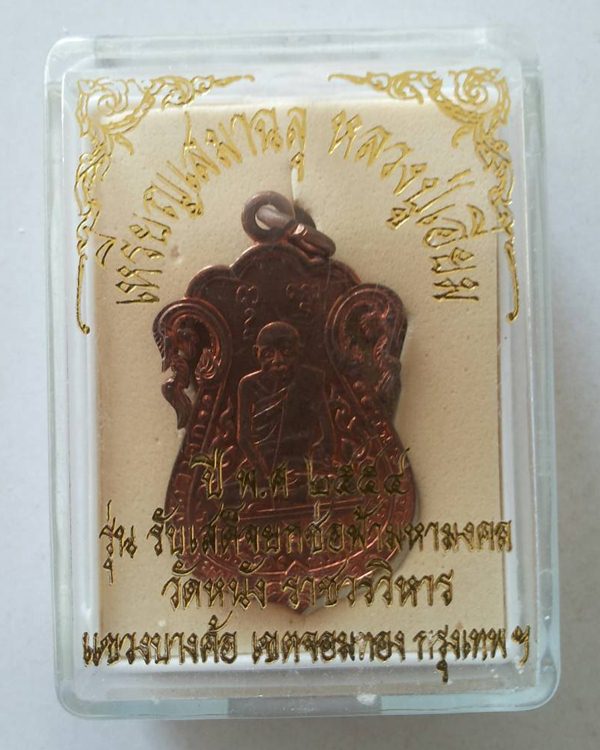 เหรียญเสมาฉลุ หลวงปู่เอี่ยม
ปี พ.ศ ๒๕๕๔
รุ่น รับเสด็จยกช่อฟ้ามหามงคล
วัดหนัง ราชวรวิหาร
แขวงบางค้อ เขตจอมทอง กรุงเทพฯ